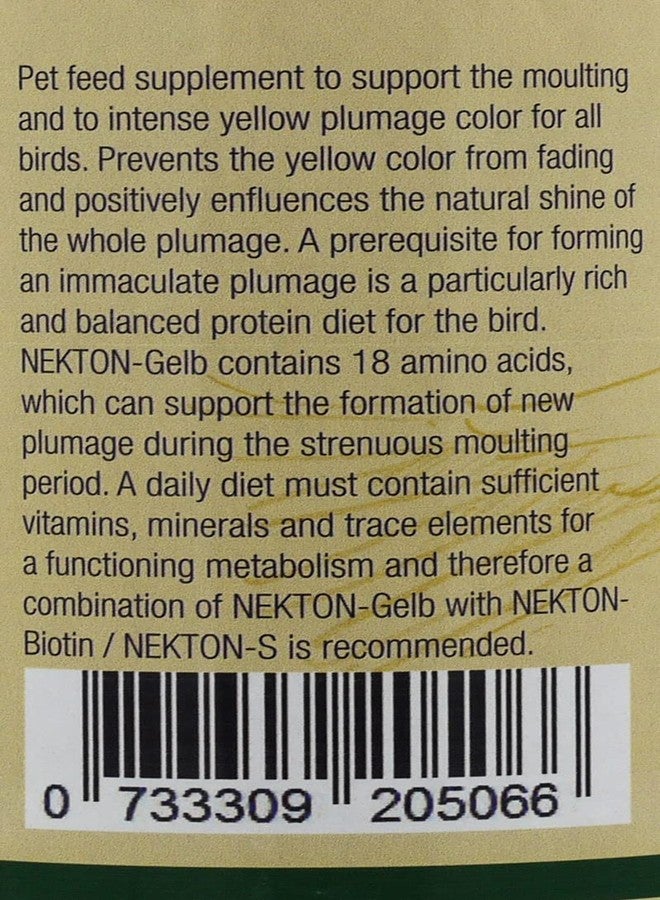 Pet feed supplement to support the moulting
and to intense yellow plumage color for all
birds. Prevents the yellow color from fading
and positively enfluences the natural shine of
the whole plumage. A prerequisite for forming
an immaculate plumage is a particularly rich
and balanced protein diet for the bird.
NEKTON-Gelb contains 18 amino acids,
which can support the formation of new
plumage during the strenuous moulting
period. A daily diet must contain sufficient
vitamins, minerals and trace elements for
a functioning metabolism and therefore a
combination of NEKTON-Gelb with NEKTON-
Biotin / NEKTON-S is recommended.
0 733309 205066